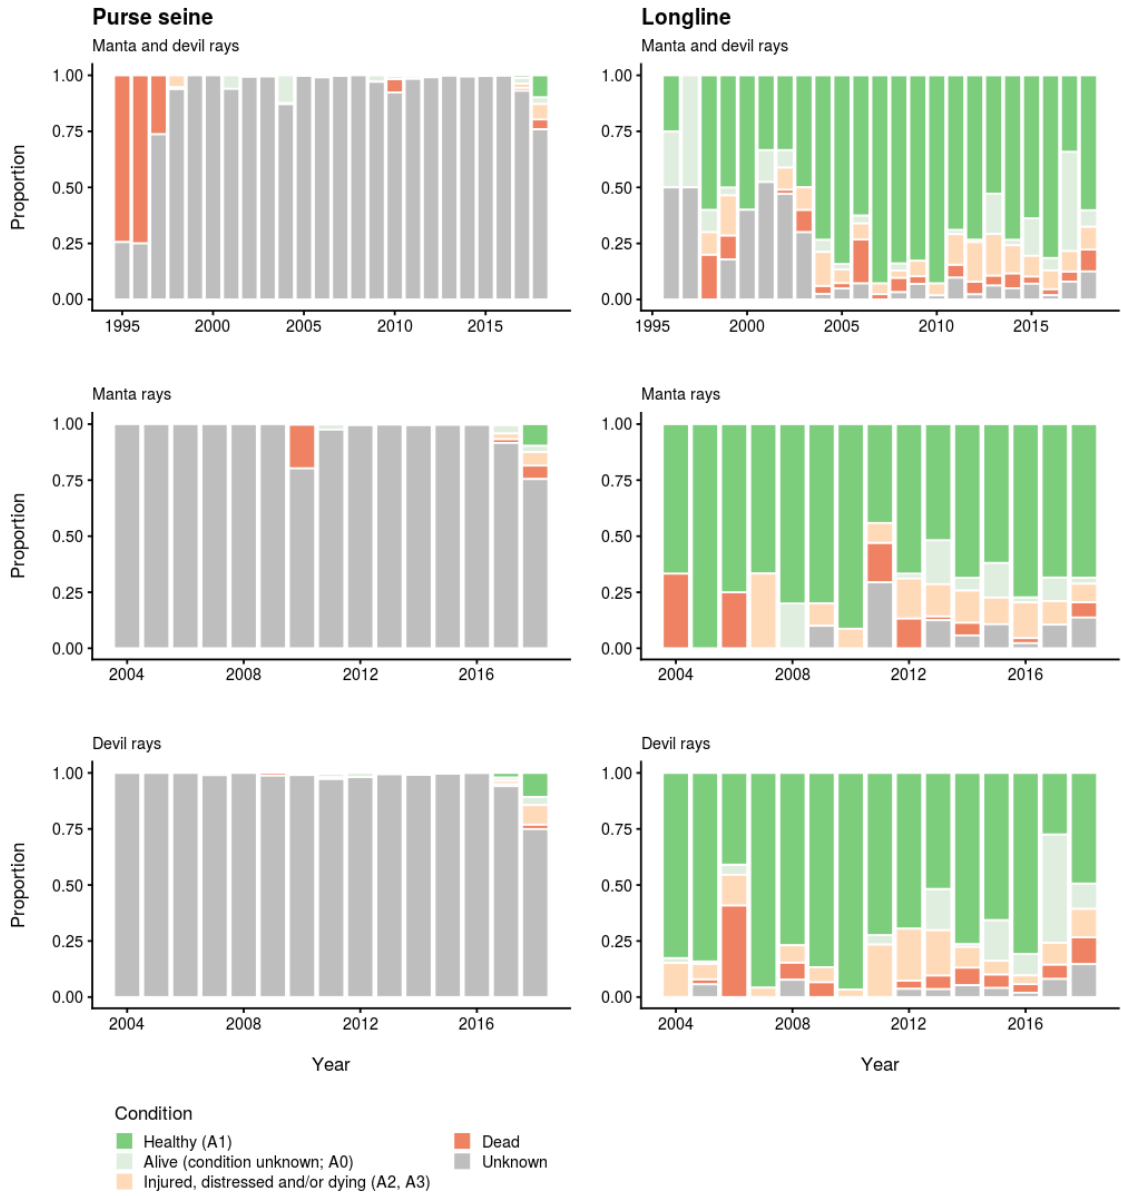 Purse seine
Longline
Manta and devil rays
Manta and devil rays
Proportion
1.00
0.75
0.50
0.25
0.00
1995 2000 2005 2010 2015
1.00
0.75
0.50
0.25
0.00
1995 2000 2005 2010 2015
Manta rays
Manta rays
Proportion
1.00
0.75
0.50
0.25
0.00
2004 2008 2012 2016
1.00
0.75
0.50
0.25
0.00
2004 2008 2012 2016
Devil rays
Devil rays
Proportion
1.00
0.75
0.50
0.25
0.00
2004 2008 2012 2016
1.00
0.75
0.50
0.25
0.00
2004 2008 2012 2016
Year
Year
Condition
Healthy (A1)
Alive (condition unknown; A0)
Injured, distressed and/or dying (A2, A3)
Dead
Unknown